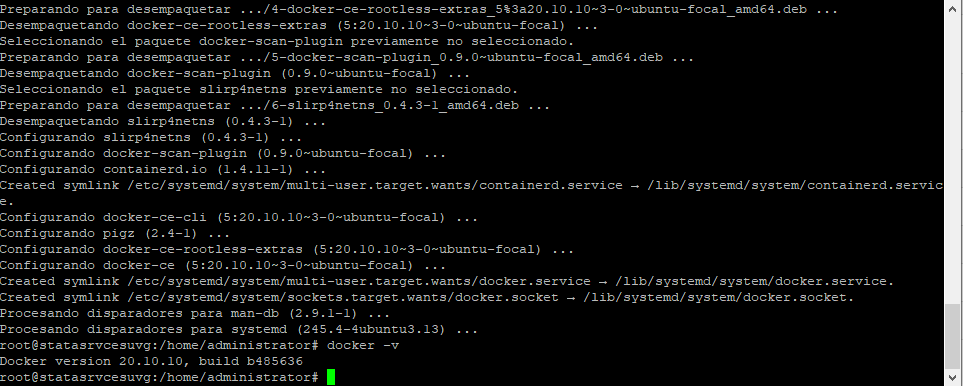 Preparando para desempaquetar .../4-docker-ce-rootless-extras_5%3a20.10.10~3-0~ubuntu-focal_amd64.deb ...
Desempaquetando docker-ce-rootless-extras (5:20.10.10~3-0~ubuntu-focal) ...
Seleccionando el paquete docker-scan-plugin previamente no seleccionado.
Preparando para desempaquetar .../5-docker-scan-plugin_0.9.0~ubuntu-focal_amd64.deb ...
Desempaquetando docker-scan-plugin (0.9.0~ubuntu-focal) ...
Seleccionando el paquete slirp4netns previamente no seleccionado.
Preparando para desempaquetar .../6-slirp4netns_0.4.3-1_amd64.deb ...
Desempaquetando slirp4netns (0.4.3-1) ...
Configurando slirp4netns (0.4.3-1) ...
Configurando docker-scan-plugin (0.9.0~ubuntu-focal) ...
Configurando containerd.io (1.4.11-1) ...
Created symlink /etc/systemd/system/multi-user.target.wants/containerd.service → /lib/systemd/system/containerd.servic
e.
Configurando docker-ce-cli (5:20.10.10~3-0~ubuntu-focal) ...
Configurando pigz (2.4-1) ...
Configurando docker-ce-rootless-extras (5:20.10.10~3-0~ubuntu-focal) ...
Configurando docker-ce (5:20.10.10~3-0~ubuntu-focal) ...
Created symlink /etc/systemd/system/multi-user.target.wants/docker.service → /lib/systemd/system/docker.service.
Created symlink /etc/systemd/system/sockets.target.wants/docker.socket → /lib/systemd/system/docker.socket.
Procesando disparadores para man-db (2.9.1-1) ...
Procesando disparadores para systemd (245.4-4ubuntu3.13) ...
root@statasrvcesuvg:/home/administrator# docker -v
Docker version 20.10.10, build b485636
root@statasrvcesuvg:/home/administrator#